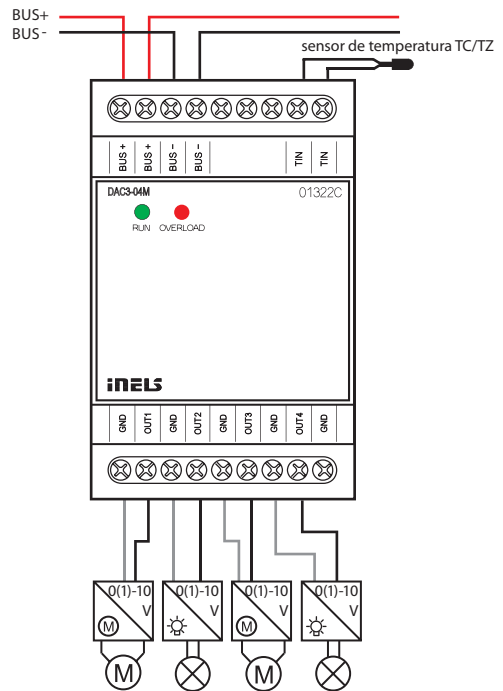 BUS+
BUS-
sensor de temperatura TC/TZ
BUS + BUS + BUS - BUS - TIN TIN
DAC3-04M 01322C
RUN OVERLOAD
inELS
GND OUT1 GND OUT2 GND OUT3 GND OUT4 GND
0(1)-10 0(1)-10 0(1)-10 0(1)-10
V V V V
M M
M M